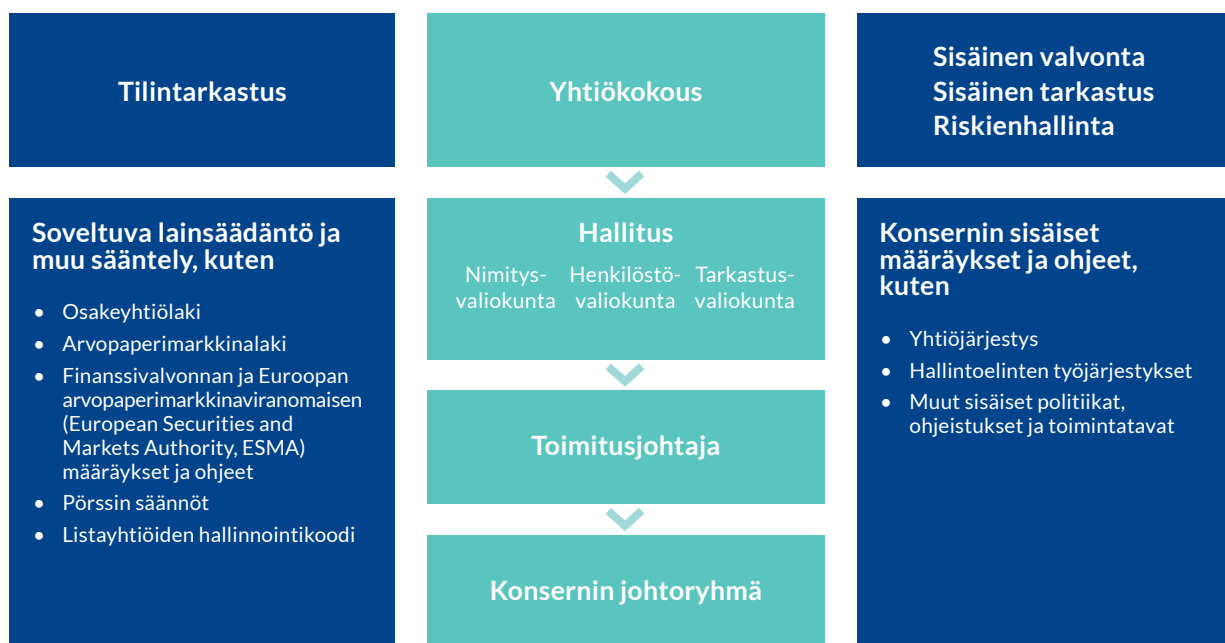 Tilintarkastus
Soveltuva lainsäädäntö ja
muu sääntely, kuten
• Osakeyhtiölaki
• Arvopaperimarkkinalaki
• Finanssivalvonnan ja Euroopan
arvopaperimarkkinaviranomaisen
(European Securities and
Markets Authority, ESMA)
määräykset ja ohjeet
• Pörssin säännöt
• Listayhtiöiden hallinnointikoodi
Yhtiökokous
Hallitus
Nimitys-
valiokunta
Henkilöstö-
valiokunta
Tarkastus-
valiokunta
Toimitusjohtaja
Konsernin johtoryhmä
Sisäinen valvonta
Sisäinen tarkastus
Riskienhallinta
Konsernin sisäiset
määräykset ja ohjeet,
kuten
• Yhtiöjärjestys
• Hallintoelinten työjärjestykset
• Muut sisäiset politiikat,
ohjeistukset ja toimintatavat